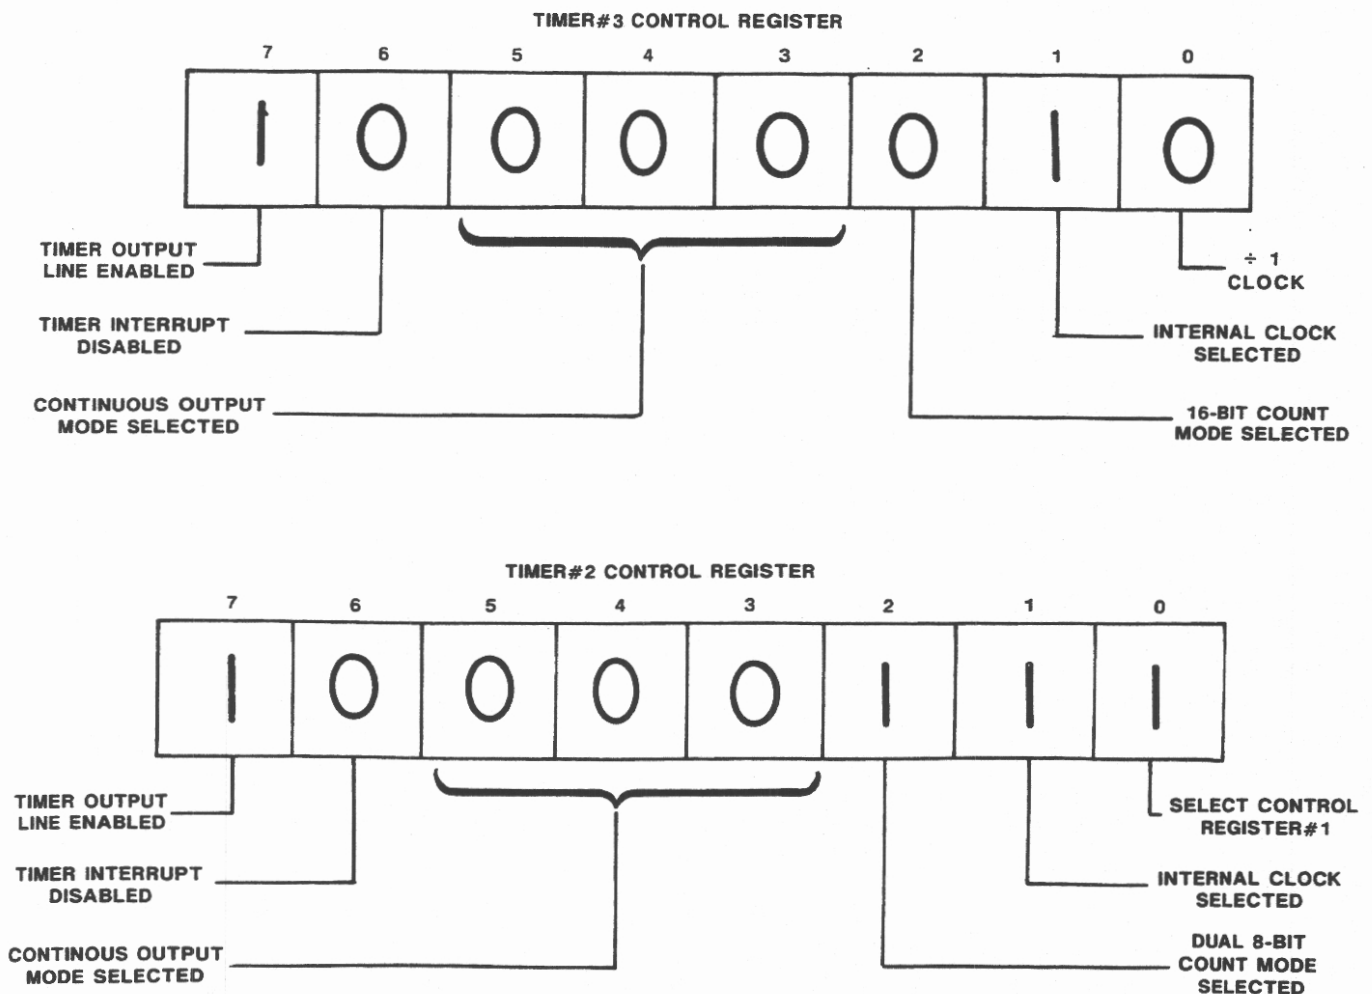 TIMER#3 CONTROL REGISTER
7 6 5 4 3 2 1 0
1 0 0 0 0 0 1 0
TIMER OUTPUT
LINE ENABLED
÷ 1
CLOCK
TIMER INTERRUPT
DISABLED
INTERNAL CLOCK
SELECTED
CONTINUOUS OUTPUT
MODE SELECTED
16-BIT COUNT
MODE SELECTED
TIMER#2 CONTROL REGISTER
7 6 5 4 3 2 1 0
1 0 0 0 0 1 1 1
TIMER OUTPUT
LINE ENABLED
SELECT CONTROL
REGISTER#1
TIMER INTERRUPT
DISABLED
INTERNAL CLOCK
SELECTED
CONTINOUS OUTPUT
MODE SELECTED
DUAL 8-BIT
COUNT MODE
SELECTED